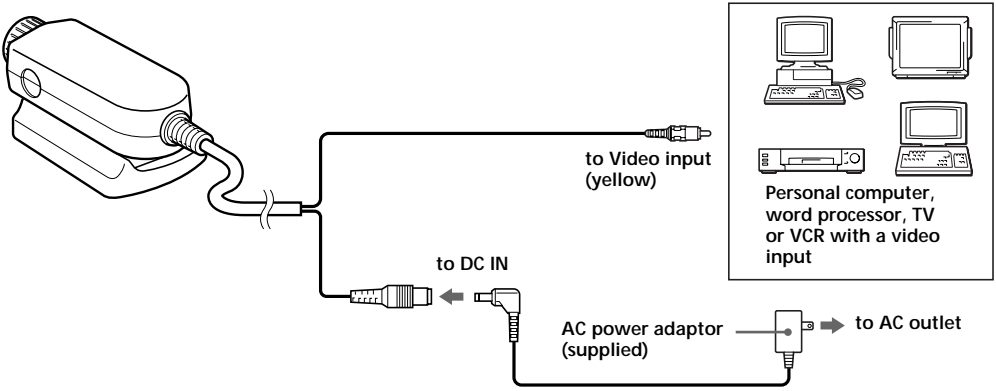 to Video input
(yellow)
Personal computer,
word processor, TV
or VCR with a video
input
to DC IN
AC power adaptor
(supplied)
to AC outlet